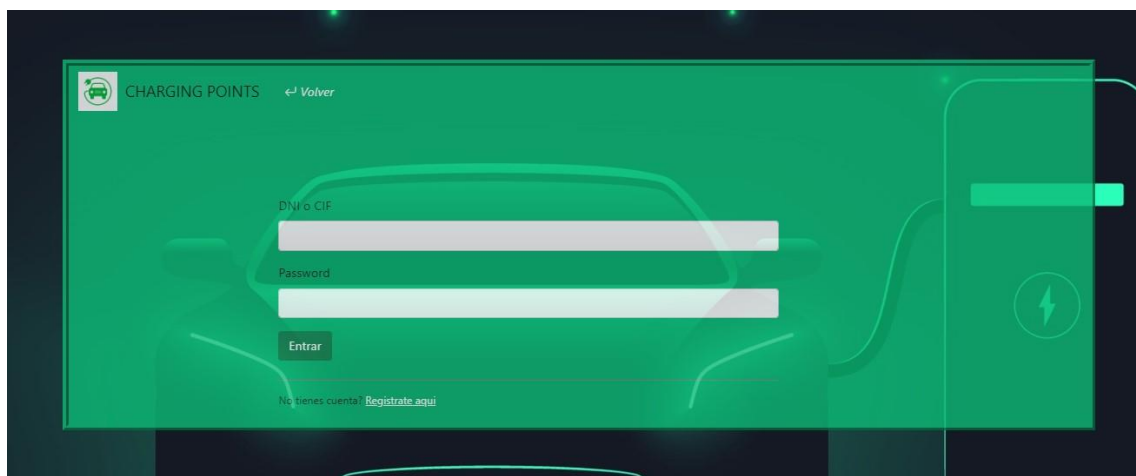 CHARGING POINTS ↵ Volver
DNI o CIF
Password
Entrar
No tienes cuenta? Registrate aqui